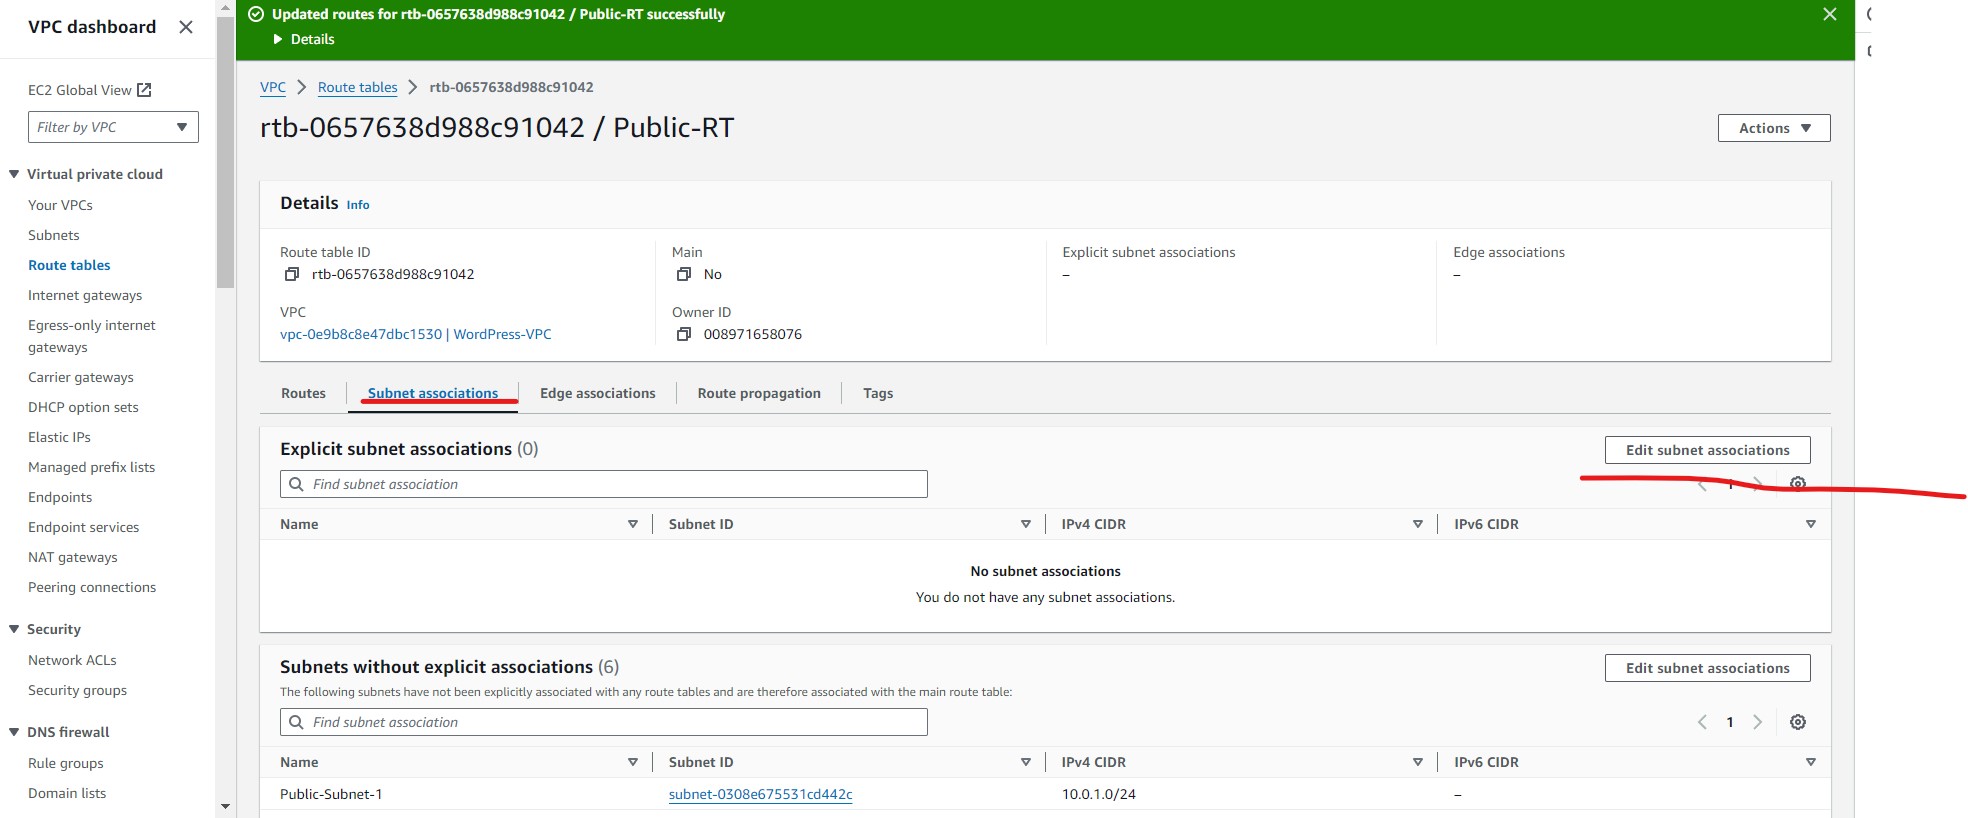 VPC dashboard
EC2 Global View
Filter by VPC
Virtual private cloud
Your VPCs
Subnets
Route tables
Internet gateways
Egress-only internet
gateways
Carrier gateways
DHCP option sets
Elastic IPs
Managed prefix lists
Endpoints
Endpoint services
NAT gateways
Peering connections
Security
Network ACLs
Security groups
DNS firewall
Rule groups
Domain lists
Updated routes for rtb-0657638d988c91042 / Public-RT successfully
Details
VPC Route tables rtb-0657638d988c91042
rtb-0657638d988c91042 / Public-RT
Actions
Details Info
Route table ID
rtb-0657638d988c91042
Main
No
Explicit subnet associations
–
Edge associations
–
VPC
vpc-0e9b8c8e47dbc1530 | WordPress-VPC
Owner ID
008971658076
Routes Subnet associations Edge associations Route propagation Tags
Explicit subnet associations (0)
Edit subnet associations
Find subnet association
1
Name Subnet ID IPv4 CIDR IPv6 CIDR
No subnet associations
You do not have any subnet associations.
Subnets without explicit associations (6)
Edit subnet associations
The following subnets have not been explicitly associated with any route tables and are therefore associated with the main route table:
Find subnet association
1
Name Subnet ID IPv4 CIDR IPv6 CIDR
Public-Subnet-1 subnet-0308e675531cd442c 10.0.1.0/24 –